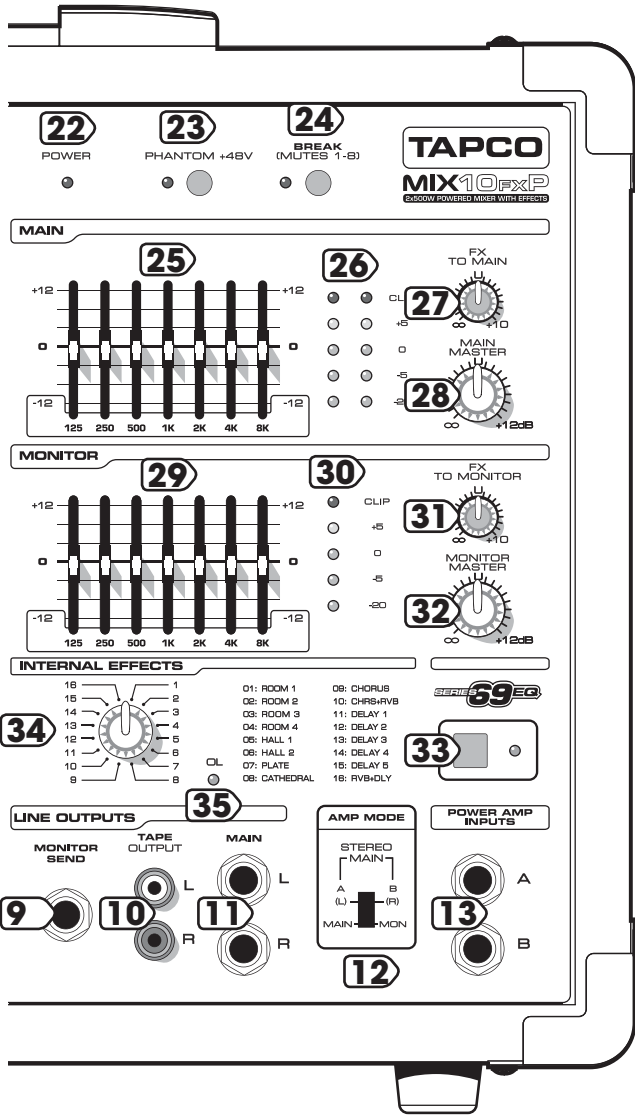 22 23 24
POWER PHANTOM +48V BREAK
(MUTES 1-8)
TAPCO
MIX10FXP
2x500W POWERED MIXER WITH EFFECTS
MAIN
25 26
+12 +12
0 0
-12 -12
125 250 500 1K 2K 4K 8K
CL
+5
0
-5
-2
FX
TO MAIN
U
27
∞ +10
MAIN
MASTER
U
28
∞ +12dB
MONITOR
29 30
+12 +12
0 0
-12 -12
125 250 500 1K 2K 4K 8K
CLIP
+5
0
-5
-20
FX
TO MONITOR
U
31
∞ +10
MONITOR
MASTER
U
32
∞ +12dB
INTERNAL EFFECTS
34
16 1
15 2
14 3
13 4
12 5
11 6
10 7
9 8
OL
35
01: ROOM 1 09: CHORUS
02: ROOM 2 10: CHRS+RVB
03: ROOM 3 11: DELAY 1
04: ROOM 4 12: DELAY 2
05: HALL 1 13: DELAY 3
06: HALL 2 14: DELAY 4
07: PLATE 15: DELAY 5
08: CATHEDRAL 16: RVB+DLY
SERIES 69 EQ
33
LINE OUTPUTS
MONITOR
SEND
9
TAPE
OUTPUT
10
L
R
MAIN
11
L
R
AMP MODE
STEREO
MAIN
A B
(L) (R)
MAIN MON
12
POWER AMP
INPUTS
13
A
B